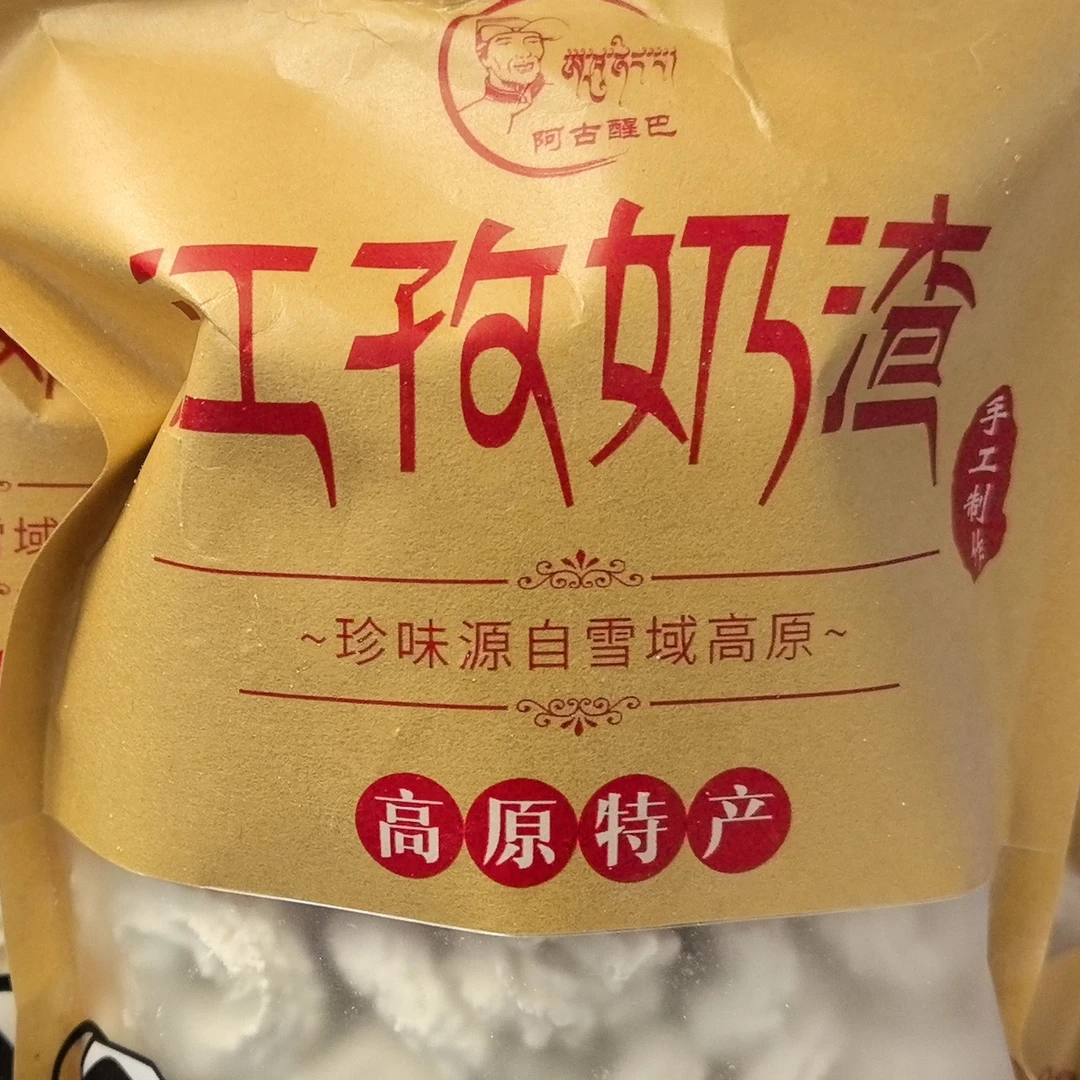 阿古醒巴
江孜奶渣
手工制作
~珍味源自雪域高原~
高原特产
域